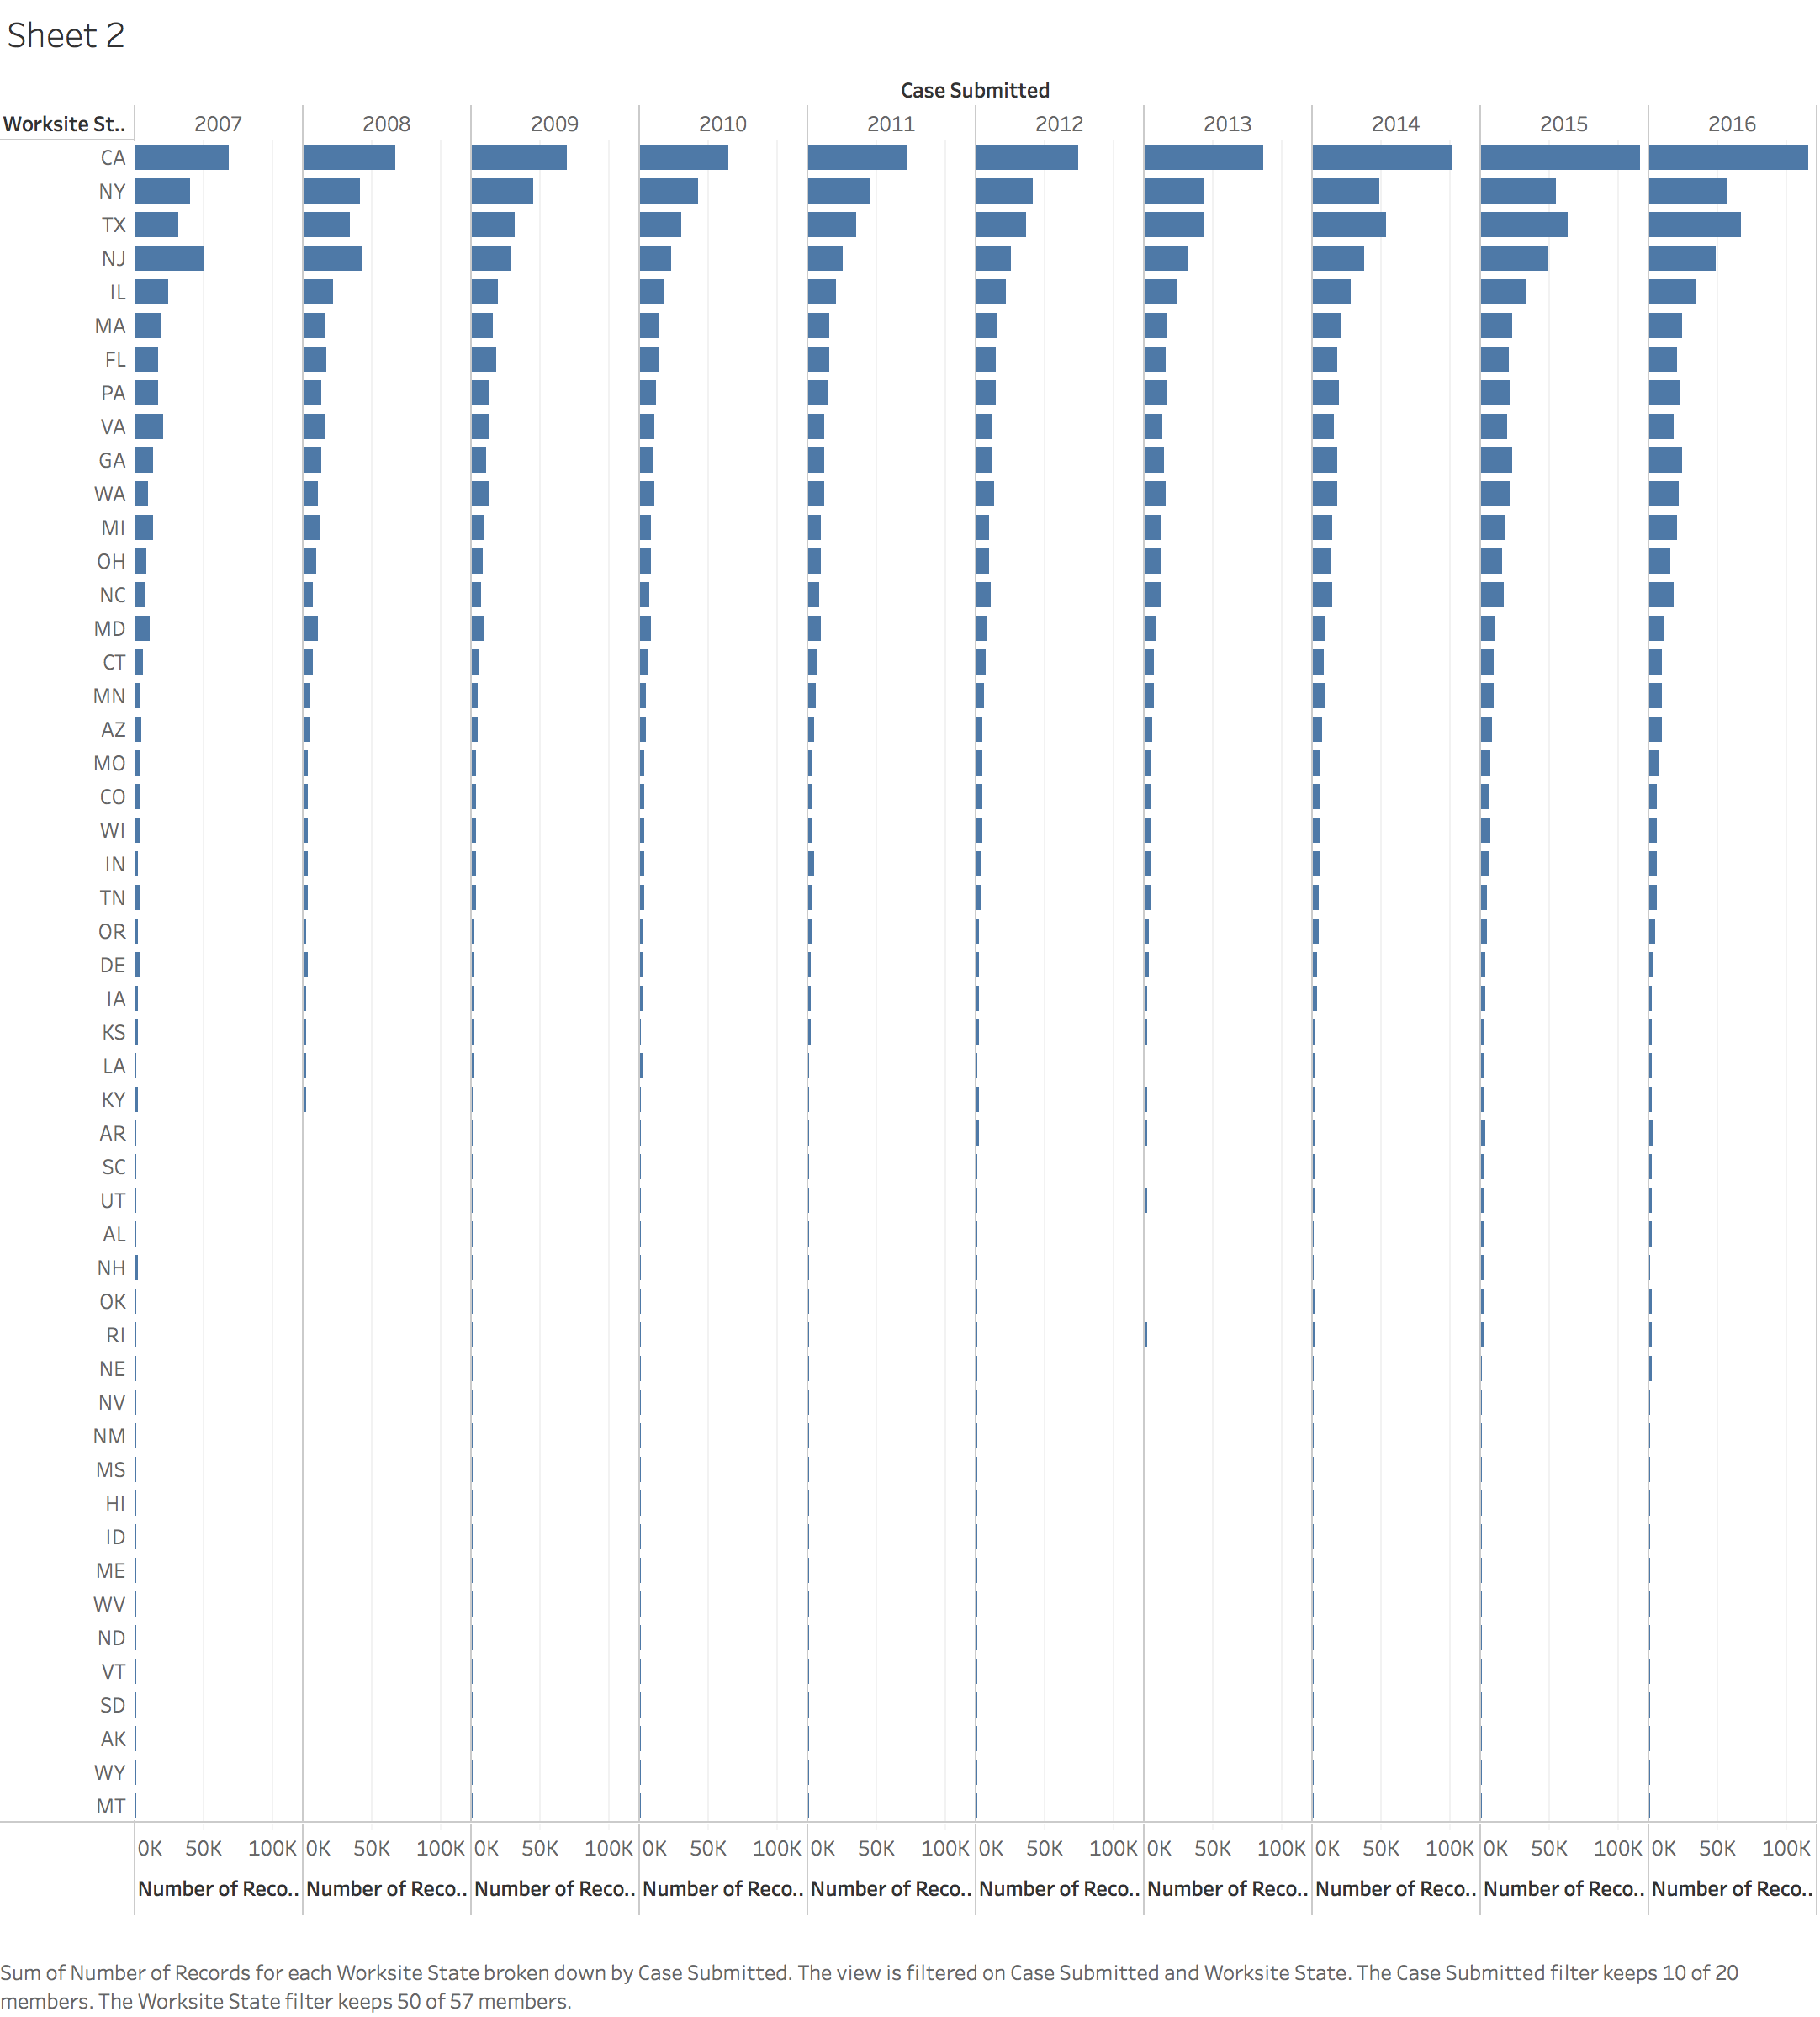 Sheet 2
Case Submitted
Worksite St.. 2007 2008 2009 2010 2011 2012 2013 2014 2015 2016
CA
NY
TX
NJ
IL
MA
FL
PA
VA
GA
WA
MI
OH
NC
MD
CT
MN
AZ
MO
CO
WI
IN
TN
OR
DE
IA
KS
LA
KY
AR
SC
UT
AL
NH
OK
RI
NE
NV
NM
MS
HI
ID
ME
WV
ND
VT
SD
AK
WY
MT
0K 50K 100K 0K 50K 100K 0K 50K 100K 0K 50K 100K 0K 50K 100K 0K 50K 100K 0K 50K 100K 0K 50K 100K 0K 50K 100K 0K 50K 100K
Number of Reco.. Number of Reco.. Number of Reco.. Number of Reco.. Number of Reco.. Number of Reco.. Number of Reco.. Number of Reco.. Number of Reco.. Number of Reco..
Sum of Number of Records for each Worksite State broken down by Case Submitted. The view is filtered on Case Submitted and Worksite State. The Case Submitted filter keeps 10 of 20
members. The Worksite State filter keeps 50 of 57 members.